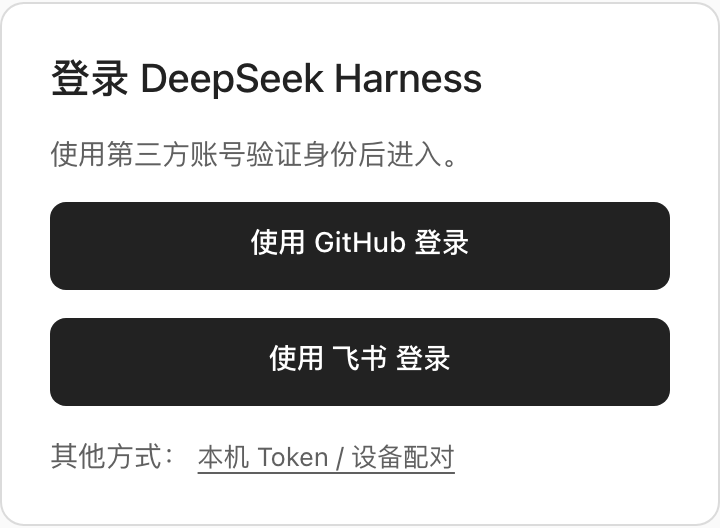 登录 DeepSeek Harness
使用第三方账号验证身份后进入。
使用 GitHub 登录
使用 飞书 登录
其他方式： 本机 Token / 设备配对